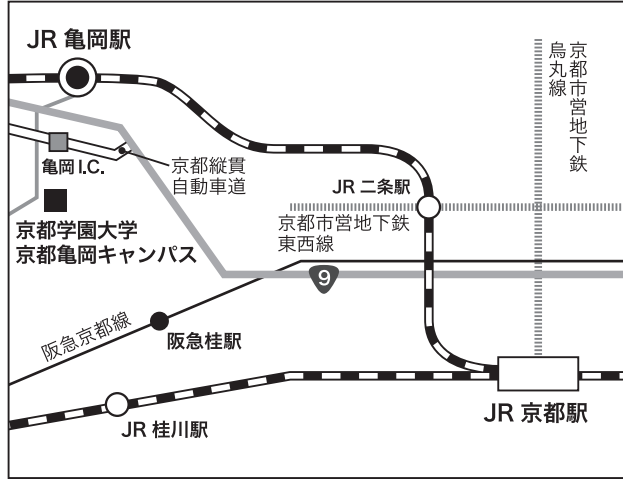 JR 亀岡駅
京都市営地下鉄
烏丸線
亀岡 I.C.
京都縦貫
自動車道
JR 二条駅
京都学園大学
京都亀岡キャンパス
京都市営地下鉄
東西線
9
阪急京都線
阪急桂駅
JR 桂川駅
JR 京都駅